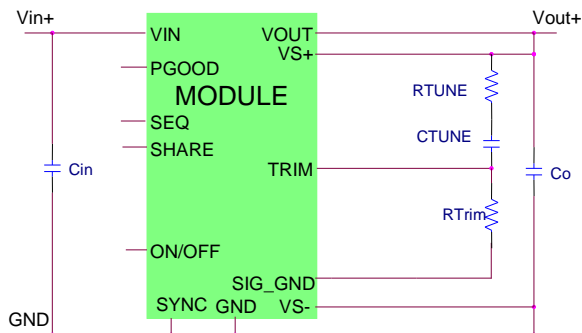 Vin+
Vout+
VIN
VOUT
VS+
PGOOD
RTUNE
MODULE
SEQ
CTUNE
SHARE
TRIM
Cin
Co
RTrim
ON/OFF
SIG_GND
SYNC
GND
VS-
GND